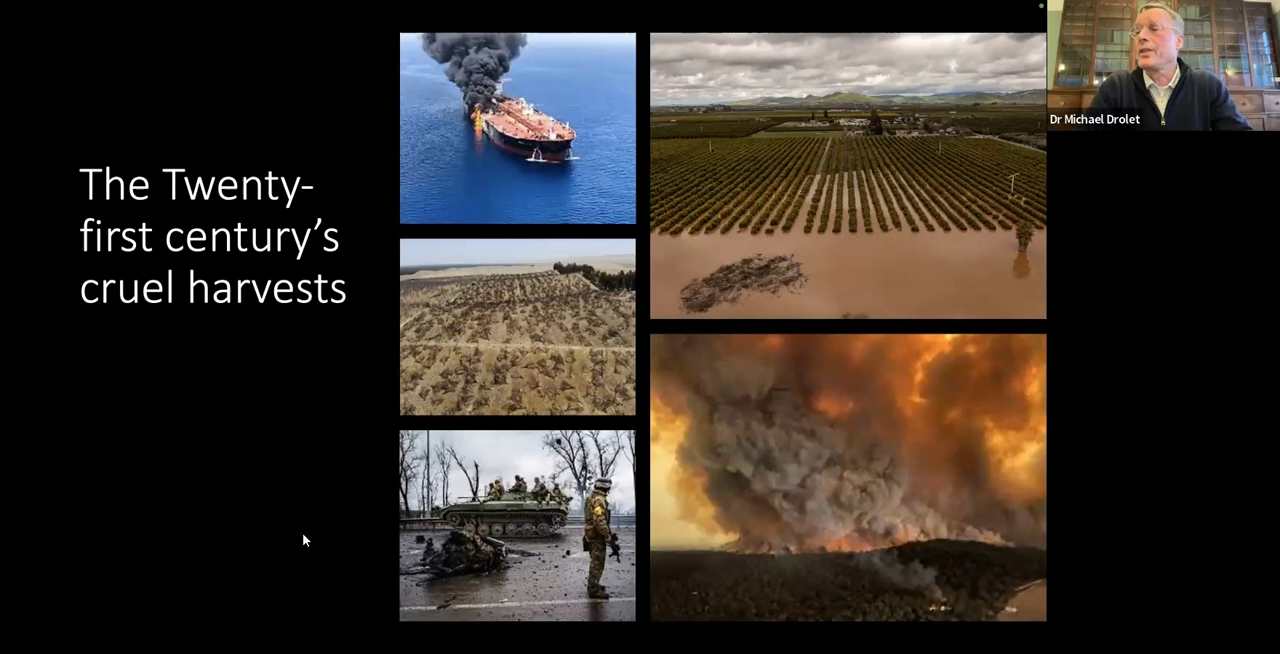 The Twenty-
first century’s
cruel harvests
Dr Michael Drolet